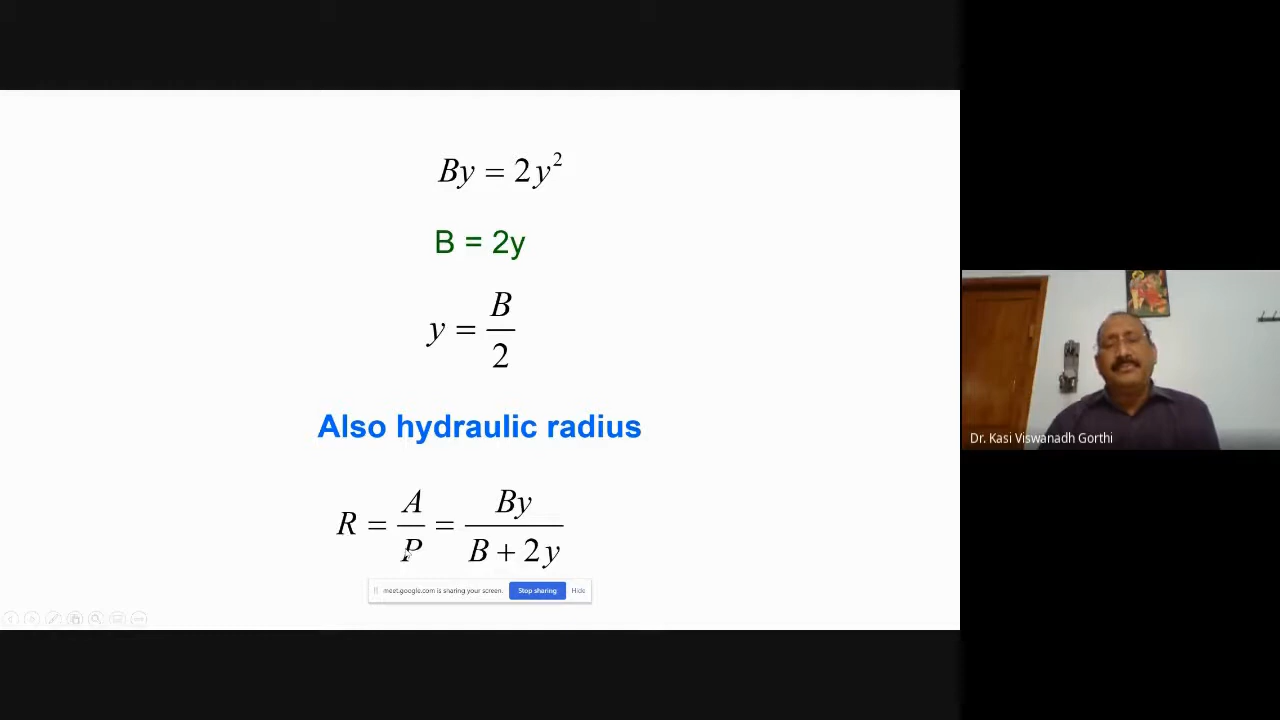 By = 2y²
B = 2y
y = B/2
Also hydraulic radius
R = A/P = By/(B + 2y)
meet.google.com is sharing your screen. Stop sharing Hide
Dr. Kasi Viswanadh Gorthi